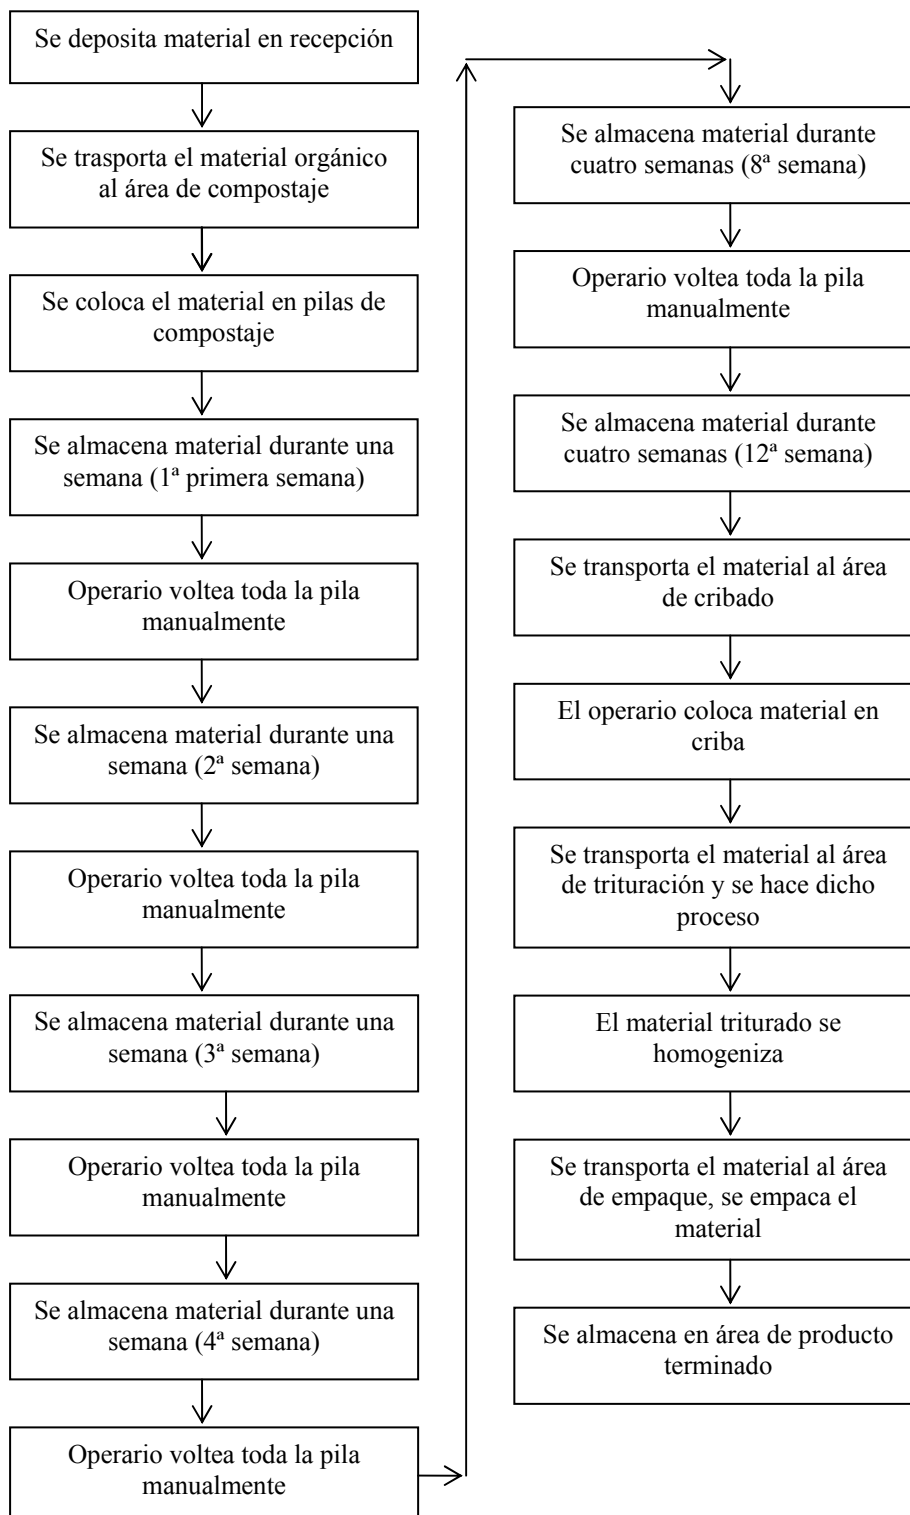 Se deposita material en recepción
Se trasporta el material orgánico
al área de compostaje
Se coloca el material en pilas de
compostaje
Se almacena material durante una
semana (1ª primera semana)
Operario voltea toda la pila
manualmente
Se almacena material durante una
semana (2ª semana)
Operario voltea toda la pila
manualmente
Se almacena material durante una
semana (3ª semana)
Operario voltea toda la pila
manualmente
Se almacena material durante una
semana (4ª semana)
Operario voltea toda la pila
manualmente
Se almacena material durante
cuatro semanas (8ª semana)
Operario voltea toda la pila
manualmente
Se almacena material durante
cuatro semanas (12ª semana)
Se transporta el material al área
de cribado
El operario coloca material en
criba
Se transporta el material al área
de trituración y se hace dicho
proceso
El material triturado se
homogeniza
Se transporta el material al área
de empaque, se empaca el
material
Se almacena en área de producto
terminado